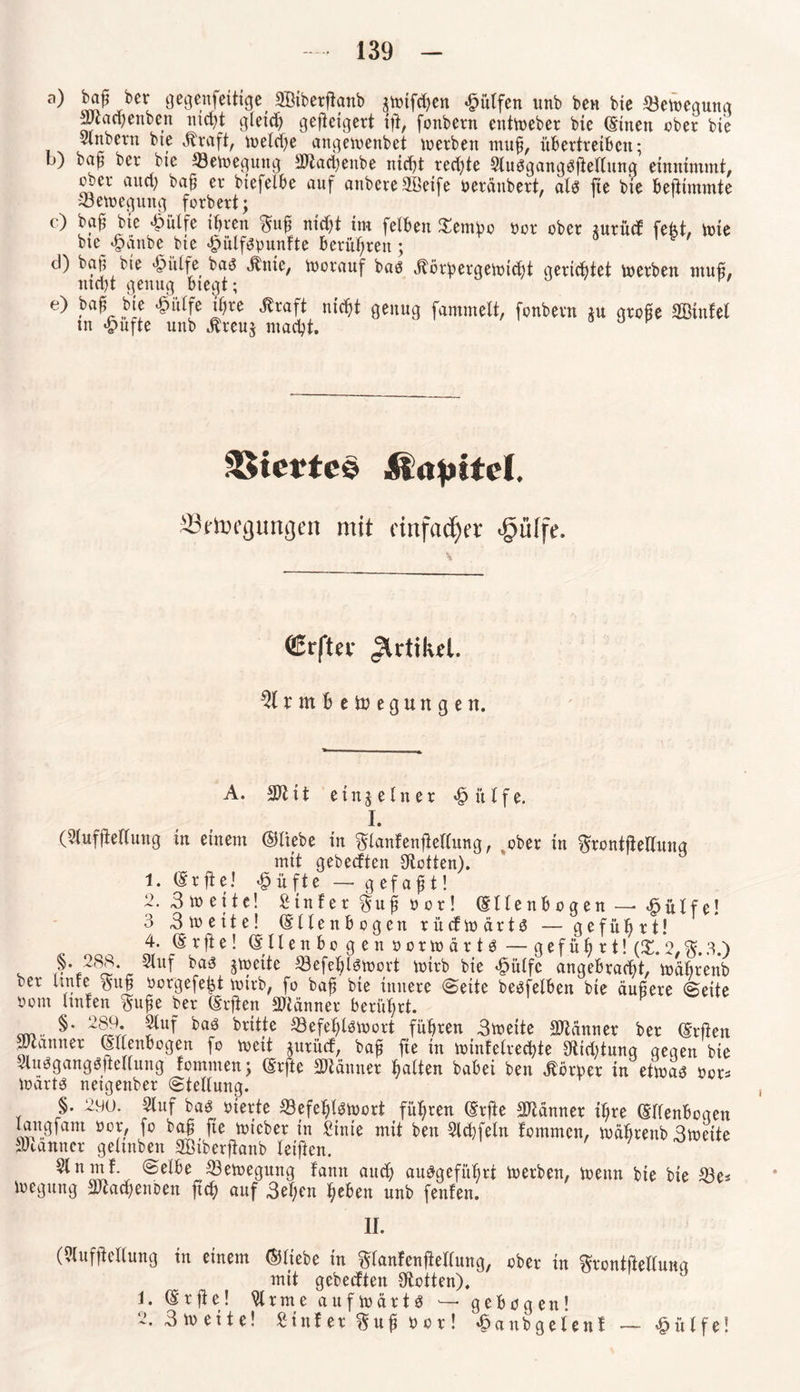 — 139 —
a) daß der gegenseitige Widerstand zwischen Hülfen und den die Bewegung
Machenden nicht gleich gesteigert ist, sondern entweder die Einen oder die
Andern die Kraft, welche angewendet werden muß, übertreiben;
b) daß der die Bewegung Machende nicht rechte Ausgangsstellung einnimmt,
oder auch daß er dieselbe auf andere Weise verändert, als sie die bestimmte
Bewegung fordert;
c) daß die Hülfe ihren Fuß nicht im selben Tempo vor oder zurück setzt, wie
die Hände die Hülfspunkte berühren;
d) daß die Hülfe das Knie, worauf das Körpergewicht gerichtet werden muß,
nicht genug biegt;
e) daß die Hülfe ihre Kraft nicht genug sammelt, sondern zu große Winkel
in Hüfte und Kreuz macht.
Viertes Kapitel.
Bewegungen mit einfacher Hülfe.
Erster Artikel.
Armbewegungen.
A. Mit einzelner Hülfe.
I.
(Aufstellung in einem Gliede in Flankenstellung, oder in Frontstellung
mit gedeckten Rotten).
1. Erste! Hüfte — gefaßt!
2. Zweite! Linker Fuß vor! Ellenbogen — Hülfe!
3 Zweite! Ellenbogen rückwärts — geführt!
4. Erste! Ellenbogen vorwärts — geführt! (T. 2, F. 3.)
§. 288. Auf das zweite Befehlswort wird die Hülfe angebracht, während
der linke Fuß vorgesetzt wird, so daß die innere Seite desselben die äußere Seite
vom linken Fuße der Ersten Männer berührt.
§. 289. Auf das dritte Befehlswort führen Zweite Männer der Ersten
Männer Ellenbogen so weit zurück, daß sie in winkelrechte Richtung gegen die
Ausgangsstellung kommen; Erste Männer halten dabei den Körper in etwas vor=
wärts neigender Stellung.
§. 290. Auf das vierte Befehlswort führen Erste Männer ihre Ellenbogen
langsam vor, so daß sie wieder in Linie mit den Achseln kommen, während Zweite
Männer gelinden Widerstand leisten.
Anmk. Selbe Bewegung kann auch ausgeführt werden, wenn die die Be=
wegung Machenden sich auf Zehen heben und senken.
II.
(Aufstellung in einem Gliede in Flankenstellung, oder in Frontstellung
mit gedeckten Rotten).
1. Erste! Arme aufwärts — gebogen!
2. Zweite! Linker Fuß vor! Handgelenk — Hülfe!